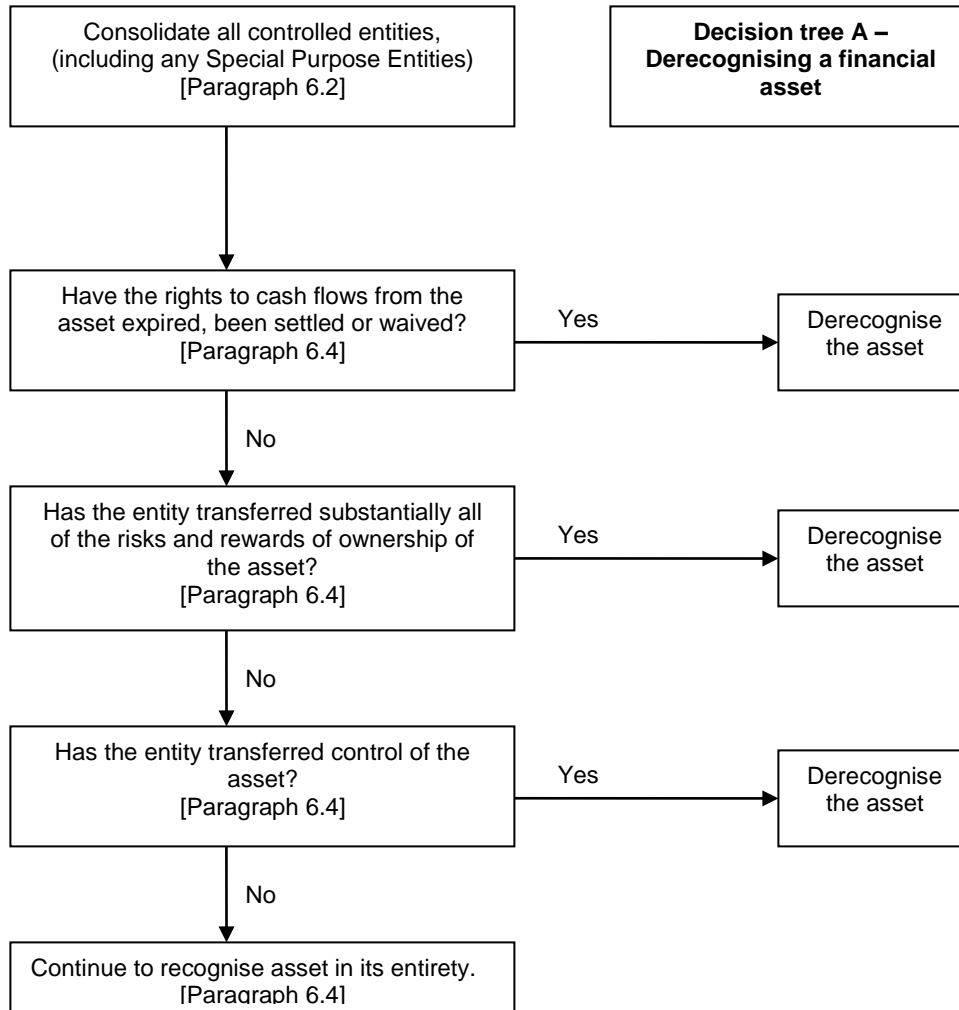 Consolidate all controlled entities,
(including any Special Purpose Entities)
[Paragraph 6.2]
Decision tree A –
Derecognising a financial
asset
Have the rights to cash flows from the
asset expired, been settled or waived?
[Paragraph 6.4]
Yes
Derecognise
the asset
No
Has the entity transferred substantially all
of the risks and rewards of ownership of
the asset?
[Paragraph 6.4]
Yes
Derecognise
the asset
No
Has the entity transferred control of the
asset?
[Paragraph 6.4]
Yes
Derecognise
the asset
No
Continue to recognise asset in its entirety.
[Paragraph 6.4]